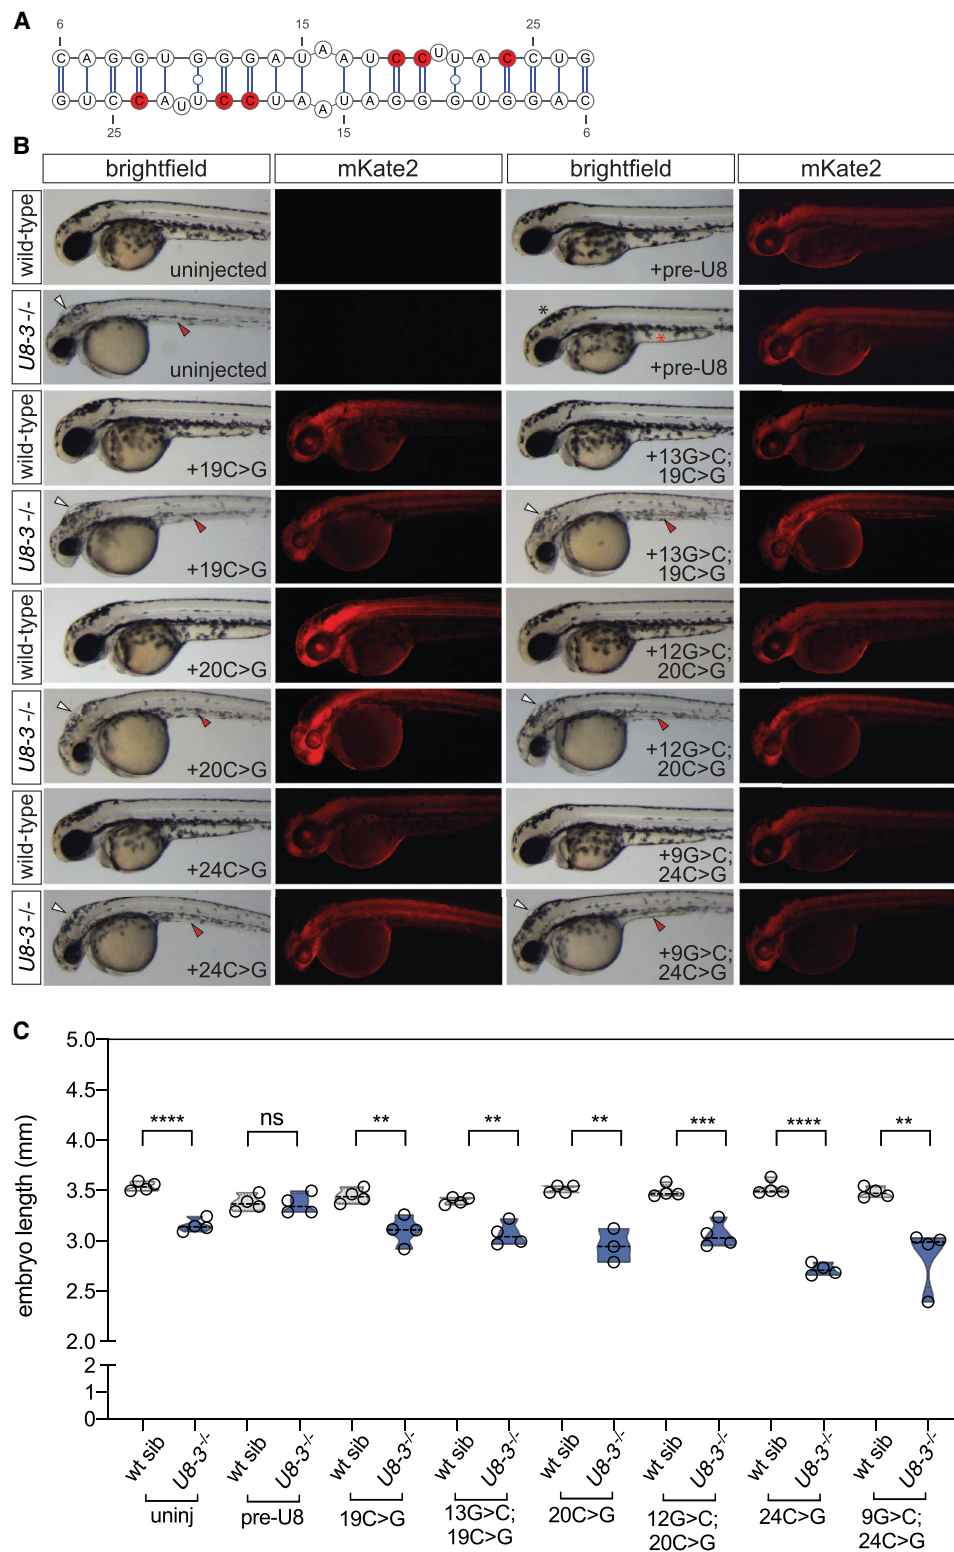 A
6 15 25
C A G G U G G G A U A A U C C U U A C C U G
G U C C A U U C C U A A U A G G G U G G A C
25 15 6
B
brightfield mKate2 brightfield mKate2
wild-type uninjected +pre-U8
U8-3 -/- uninjected * * +pre-U8
wild-type +19C>G +13G>C;
19C>G
U8-3 -/- +19C>G +13G>C;
19C>G
wild-type +20C>G +12G>C;
20C>G
U8-3 -/- +20C>G +12G>C;
20C>G
wild-type +24C>G +9G>C;
24C>G
U8-3 -/- +24C>G +9G>C;
24C>G
C
embryo length (mm)
5.0
4.5
4.0
3.5
3.0
2.5
2.0
2
1
0
**** ns ** ** ** *** **** **
wt sib U8-3-/- wt sib U8-3-/- wt sib U8-3-/- wt sib U8-3-/- wt sib U8-3-/- wt sib U8-3-/- wt sib U8-3-/- wt sib U8-3-/-
uninj pre-U8 19C>G 13G>C; 20C>G 12G>C; 24C>G 9G>C;
19C>G 20C>G 24C>G